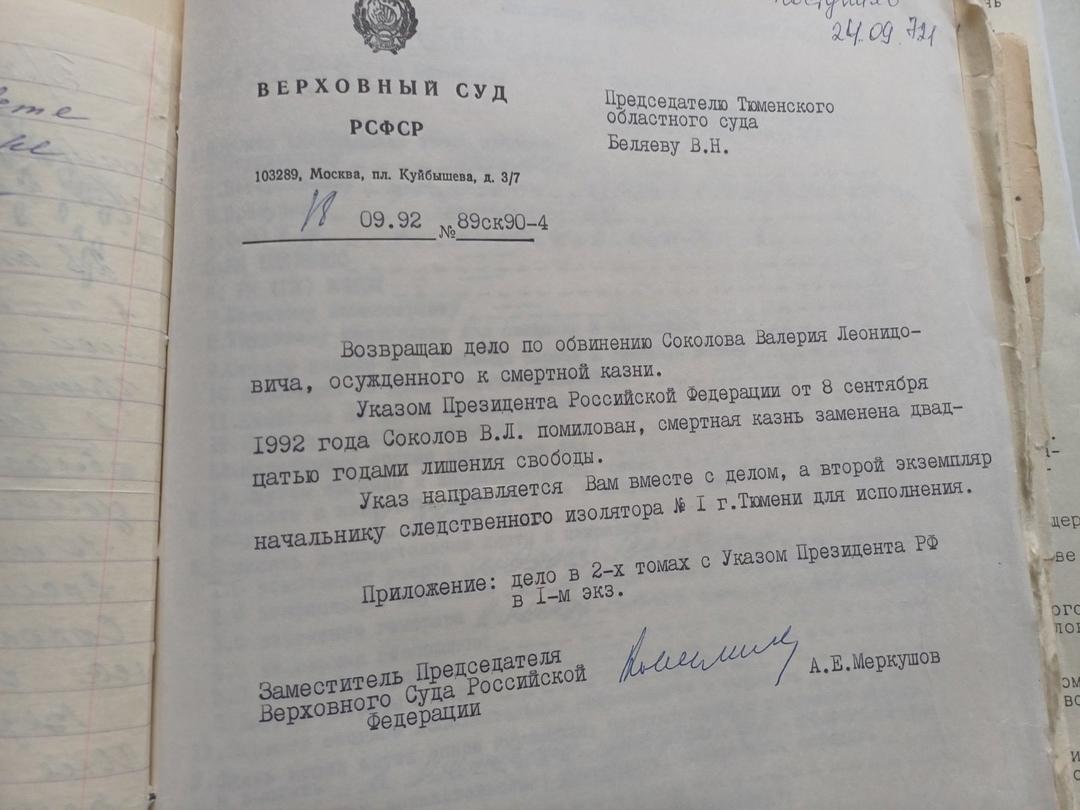 поступило
24.09.
ВЕРХОВНЫЙ СУД
РСФСР
103289, Москва, пл. Куйбышева, д. 3/7
18 09.92 № 89ск90-4
Председателю Тюменского
областного суда
Беляеву В.Н.
Возвращаю дело по обвинению Соколова Валерия Леонидо-
вича, осужденного к смертной казни.
Указом Президента Российской Федерации от 8 сентября
1992 года Соколов В.Л. помилован, смертная казнь заменена двад-
цатью годами лишения свободы.
Указ направляется Вам вместе с делом, а второй экземпляр
начальнику следственного изолятора № I г.Тюмени для исполнения.
Приложение: дело в 2-х томах с Указом Президента РФ
в I-м экз.
Заместитель Председателя
Верховного Суда Российской
Федерации
А.Е.Меркушов